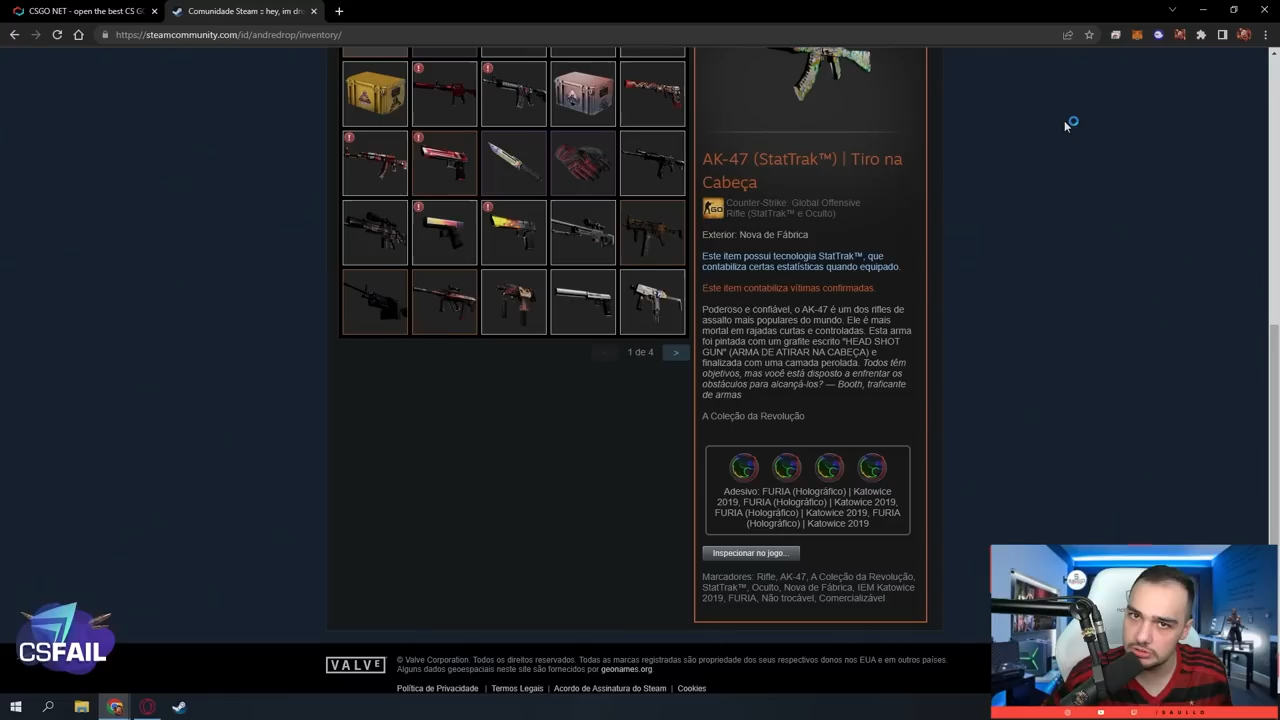 CSGO NET - open the best CS G
Comunidade Steam :: hey, im dr
https://steamcommunity.com/id/andredrop/inventory/
AK-47 (StatTrak™) | Tiro na
Cabeça
Counter-Strike: Global Offensive
Rifle (StatTrak™ e Oculto)
Exterior: Nova de Fábrica
Este item possui tecnologia StatTrak™, que
contabiliza certas estatísticas quando equipado.
Este item contabiliza vítimas confirmadas.
Poderoso e confiável, o AK-47 é um dos rifles de
assalto mais populares do mundo. Ele é mais
mortal em rajadas curtas e controladas. Esta arma
foi pintada com um grafite escrito "HEAD SHOT
GUN" (ARMA DE ATIRAR NA CABEÇA) e
finalizada com uma camada perolada. Todos têm
objetivos, mas você está disposto a enfrentar os
obstáculos para alcançá-los? — Booth, traficante
de armas
A Coleção da Revolução
< 1 de 4 >
Adesivo: FURIA (Holográfico) | Katowice
2019, FURIA (Holográfico) | Katowice 2019,
FURIA (Holográfico) | Katowice 2019, FURIA
(Holográfico) | Katowice 2019
Inspecionar no jogo...
Marcadores: Rifle, AK-47, A Coleção da Revolução,
StatTrak™, Oculto, Nova de Fábrica, IEM Katowice
2019, FURIA, Não trocável, Comercializável
CSFAIL
VALVE
© Valve Corporation. Todos os direitos reservados. Todas as marcas registradas são propriedade dos seus respectivos donos nos EUA e em outros países.
Alguns dados geoespaciais neste site são fornecidos por geonames.org.
Política de Privacidade | Termos Legais | Acordo de Assinatura do Steam | Cookies
/SAULLO